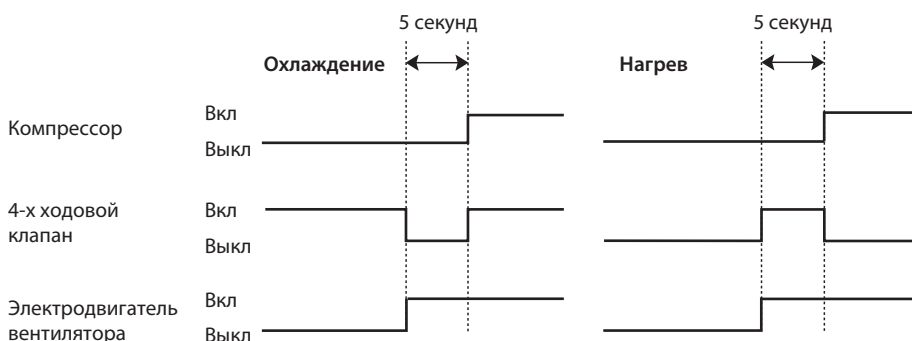 5 секунд 5 секунд
Охлаждение Нагрев
Компрессор
Вкл
Выкл
4-х ходовой
клапан
Вкл
Выкл
Электродвигатель
вентилятора
Вкл
Выкл